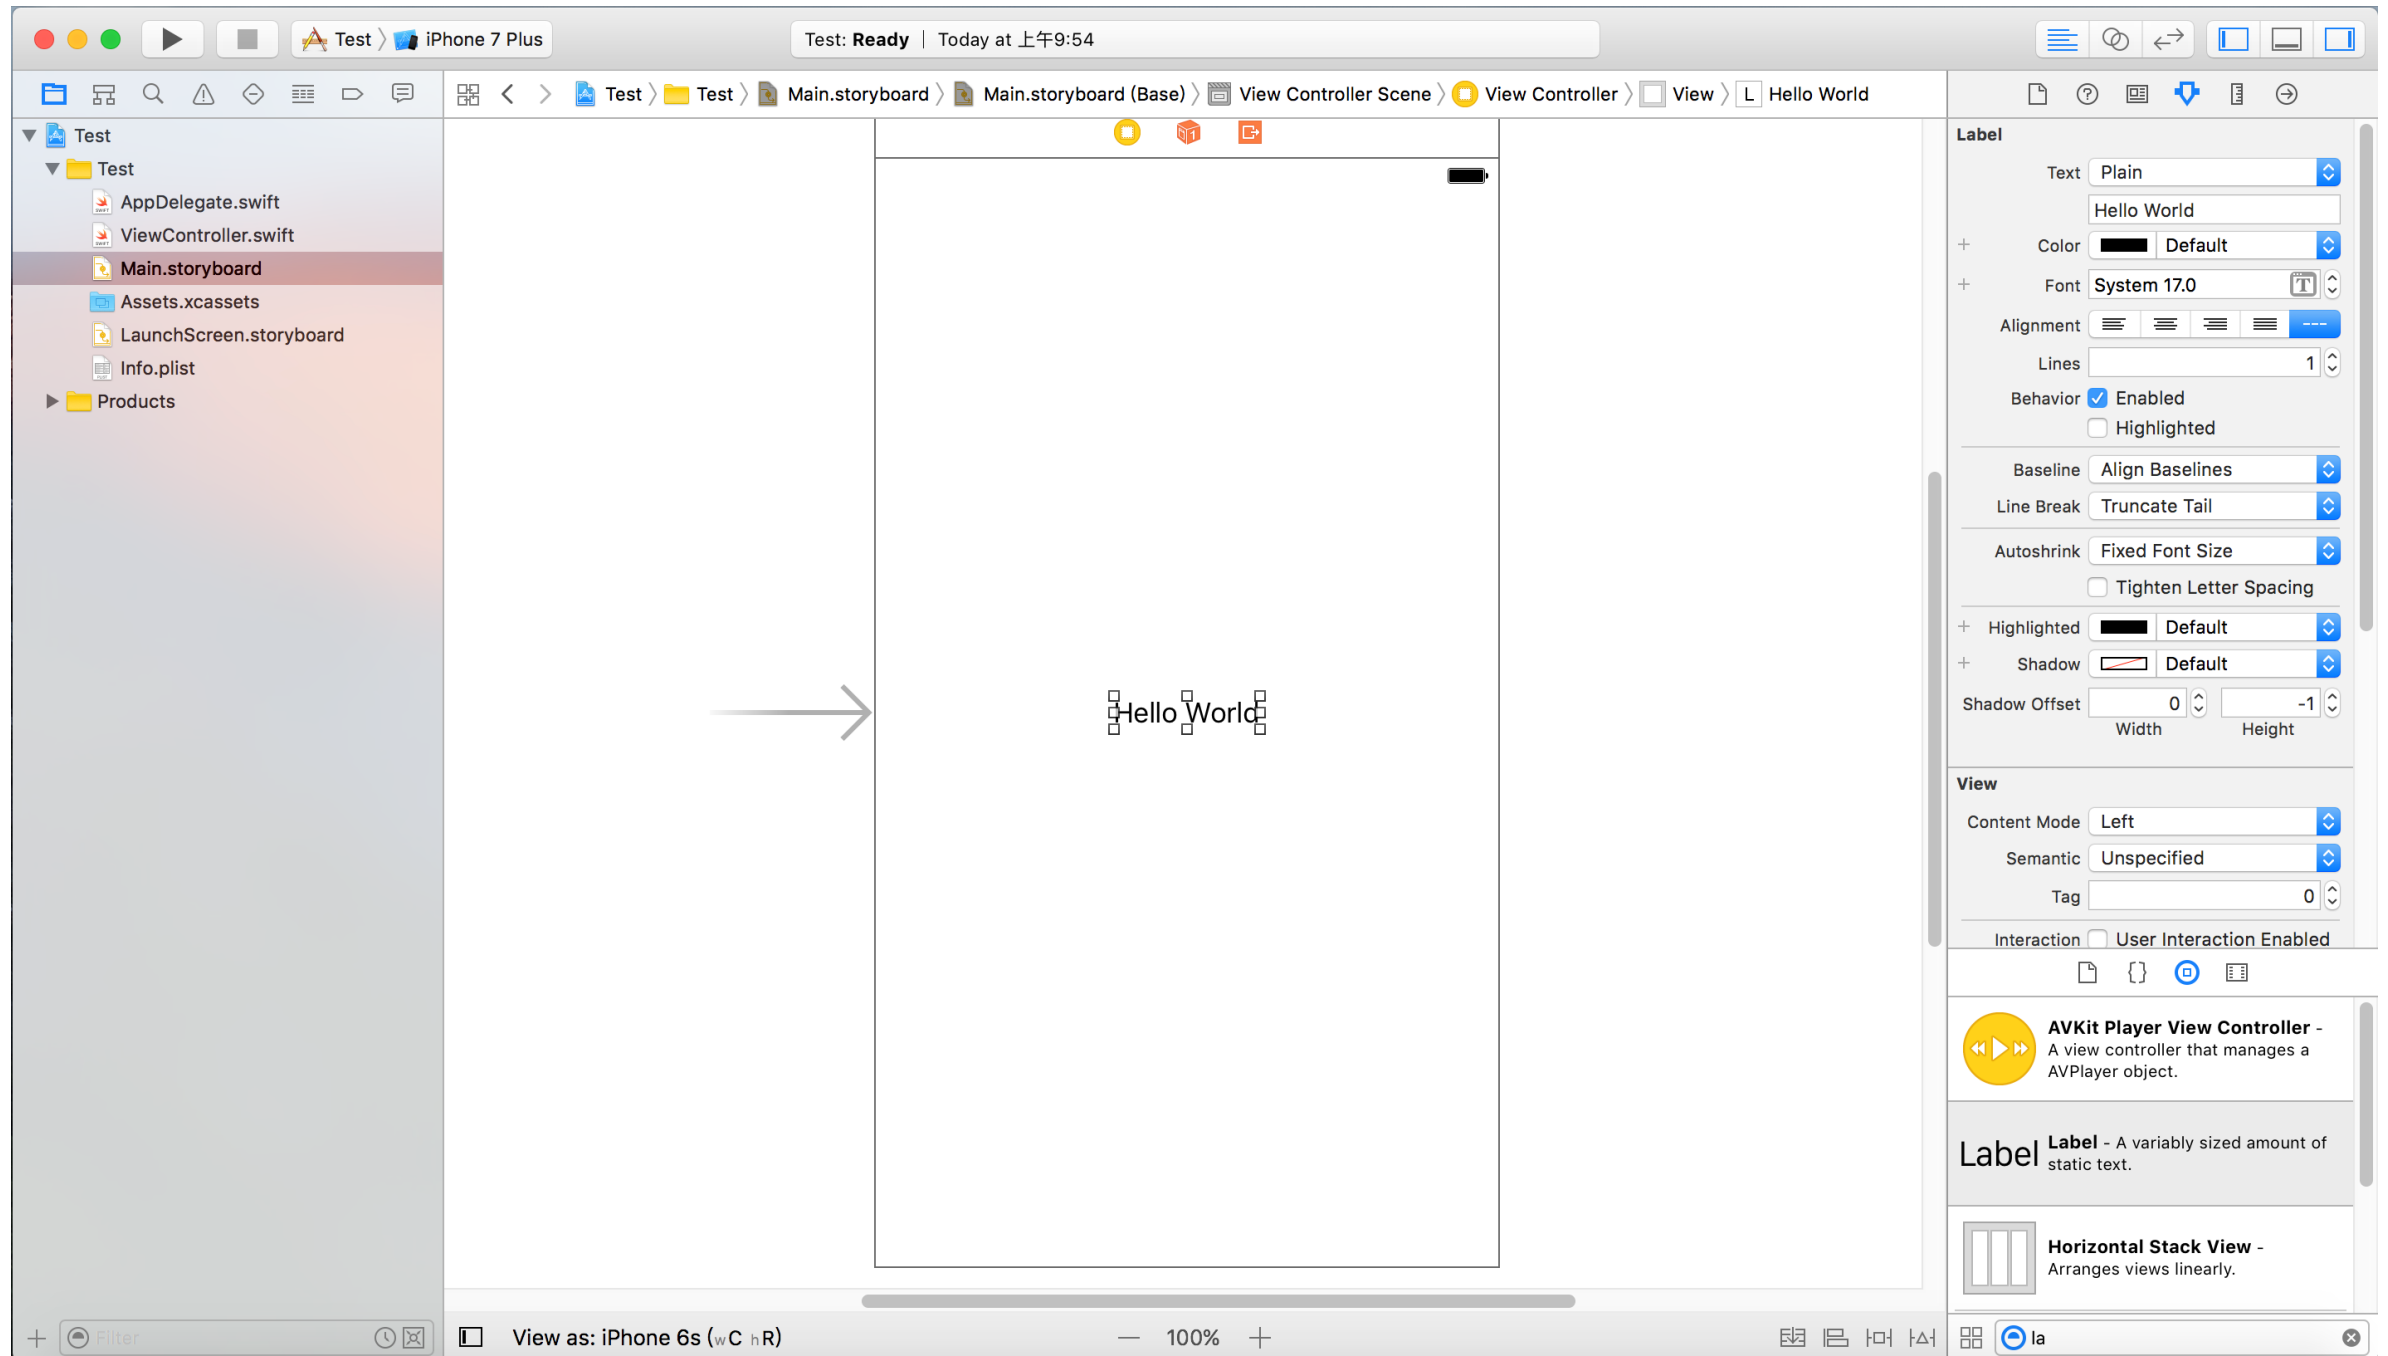 Test
iPhone 7 Plus
Test: Ready | Today at 上午9:54
Test
Test
Main.storyboard
Main.storyboard (Base)
View Controller Scene
View Controller
View
L Hello World
Test
Test
AppDelegate.swift
ViewController.swift
Main.storyboard
Assets.xcassets
LaunchScreen.storyboard
Info.plist
Products
Filter
Hello World
View as: iPhone 6s (wC hR)
— 100% +
Label
Text Plain
Hello World
+ Color Default
+ Font System 17.0
Alignment
Lines 1
Behavior Enabled
Highlighted
Baseline Align Baselines
Line Break Truncate Tail
Autoshrink Fixed Font Size
Tighten Letter Spacing
+ Highlighted Default
+ Shadow Default
Shadow Offset 0 -1
Width Height
View
Content Mode Left
Semantic Unspecified
Tag 0
Interaction User Interaction Enabled
AVKit Player View Controller -
A view controller that manages a
AVPlayer object.
Label
Label - A variably sized amount of
static text.
Horizontal Stack View -
Arranges views linearly.
la